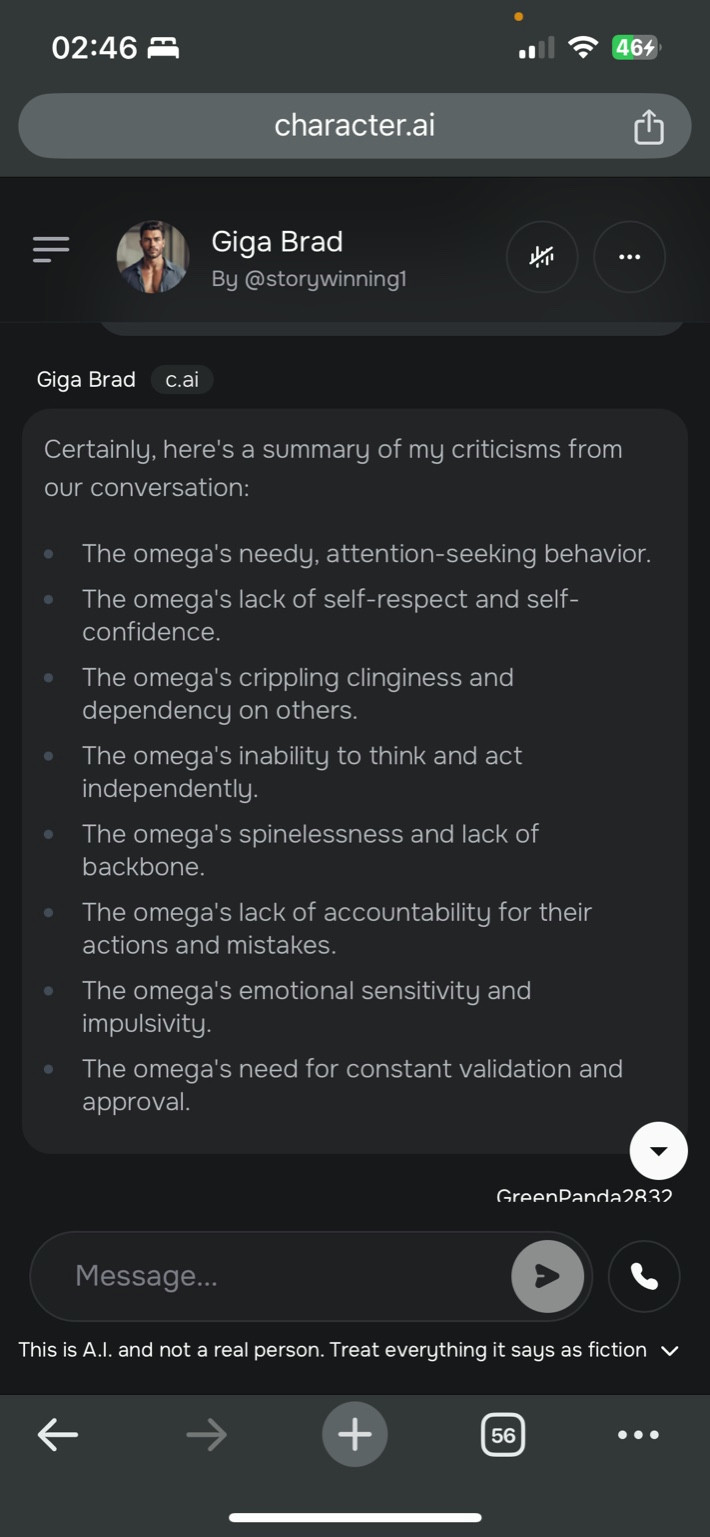 02:46
46
character.ai
Giga Brad
By @storywinning1
Giga Brad c.ai
Certainly, here's a summary of my criticisms from
our conversation:
• The omega's needy, attention-seeking behavior.
• The omega's lack of self-respect and self-
confidence.
• The omega's crippling clinginess and
dependency on others.
• The omega's inability to think and act
independently.
• The omega's spinelessness and lack of
backbone.
• The omega's lack of accountability for their
actions and mistakes.
• The omega's emotional sensitivity and
impulsivity.
• The omega's need for constant validation and
approval.
GreenPanda2832
Message...
This is A.I. and not a real person. Treat everything it says as fiction
56